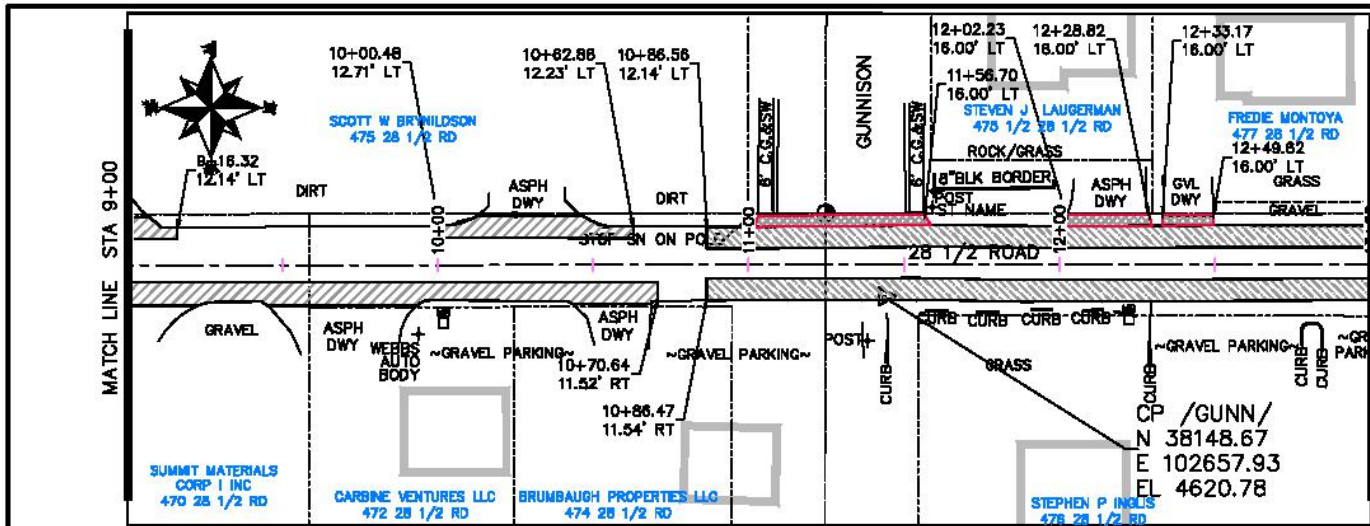 10+00.48
12.71' LT
10+62.88
12.23' LT
10+86.56
12.14' LT
12+02.23
16.00' LT
12+28.82
16.00' LT
12+33.17
16.00' LT
11+56.70
16.00' LT
SCOTT W BRYNILDSON
475 28 1/2 RD
GUNNISON
STEVEN J LAUGERMAN
475 1/2 28 1/2 RD
FREDIE MONTOYA
477 28 1/2 RD
6' C,G,&SW
6' C,G,&SW
ROCK/GRASS
12+49.62
16.00' LT
8+16.32
12.14' LT
DIRT
ASPH
DWY
DIRT
8"BLK BORDER
POST
ST NAME
ASPH
DWY
GVL
DWY
GRASS
GRAVEL
MATCH LINE STA 9+00
10+00
STOP SN ON
11+00
12+00
28 1/2 ROAD
GRAVEL
ASPH
DWY
WEBBS
AUTO
BODY
~GRAVEL PARKING~
ASPH
DWY
10+70.64
11.52' RT
~GRAVEL PARKING~
POST
CURB
CURB
CURB
CURB
CURB
GRASS
CURB
~GRAVEL PARKING~
CURB
CURB
10+86.47
11.54' RT
CP /GUNN/
N 38148.67
E 102657.93
EL 4620.78
SUMMIT MATERIALS
CORP I INC
470 28 1/2 RD
CARBINE VENTURES LLC
472 28 1/2 RD
BRUMBAUGH PROPERTIES LLC
474 28 1/2 RD
STEPHEN P INGLIS
476 28 1/2 RD